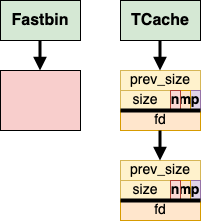 Fastbin
TCache
prev_size
size n m p
fd
prev_size
size n m p
fd